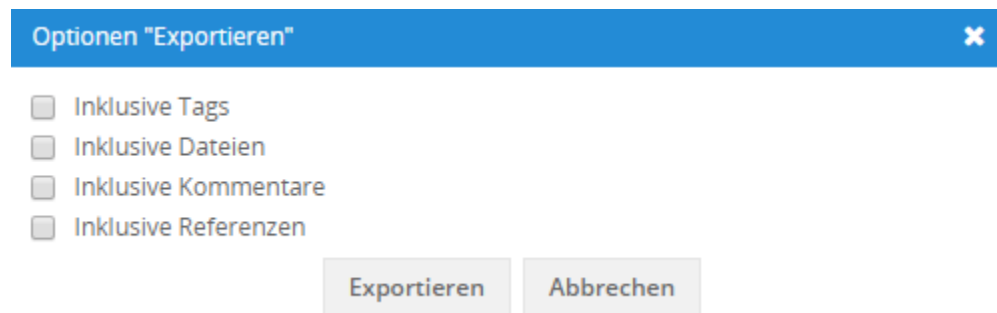 Optionen "Exportieren"
Inklusive Tags
Inklusive Dateien
Inklusive Kommentare
Inklusive Referenzen
Exportieren Abbrechen